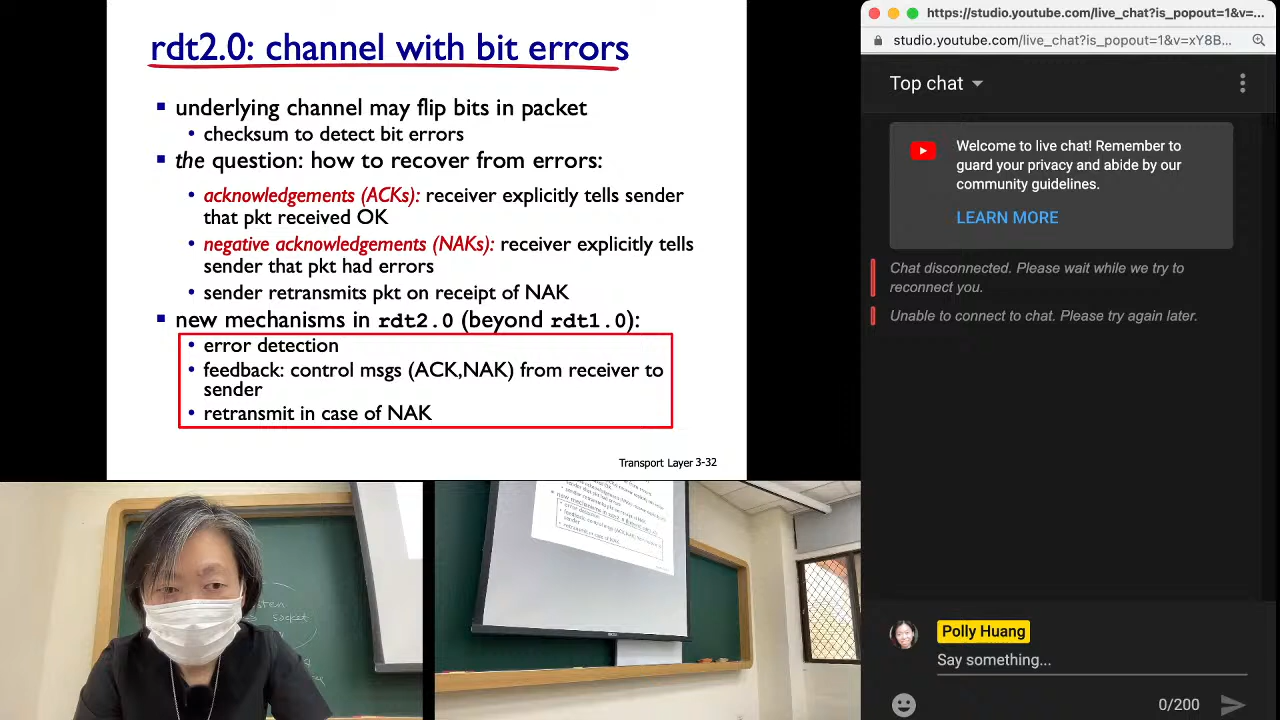 rdt2.0: channel with bit errors
▪ underlying channel may flip bits in packet
• checksum to detect bit errors
▪ the question: how to recover from errors:
• acknowledgements (ACKs): receiver explicitly tells sender
that pkt received OK
• negative acknowledgements (NAKs): receiver explicitly tells
sender that pkt had errors
• sender retransmits pkt on receipt of NAK
▪ new mechanisms in rdt2.0 (beyond rdt1.0):
• error detection
• feedback: control msgs (ACK,NAK) from receiver to
sender
• retransmit in case of NAK
Transport Layer 3-32
socket
https://studio.youtube.com/live_chat?is_popout=1&v=
studio.youtube.com/live_chat?is_popout=1&v=xY8B...
Top chat
Welcome to live chat! Remember to
guard your privacy and abide by our
community guidelines.
LEARN MORE
Chat disconnected. Please wait while we try to
reconnect you.
Unable to connect to chat. Please try again later.
Polly Huang
Say something...
0/200